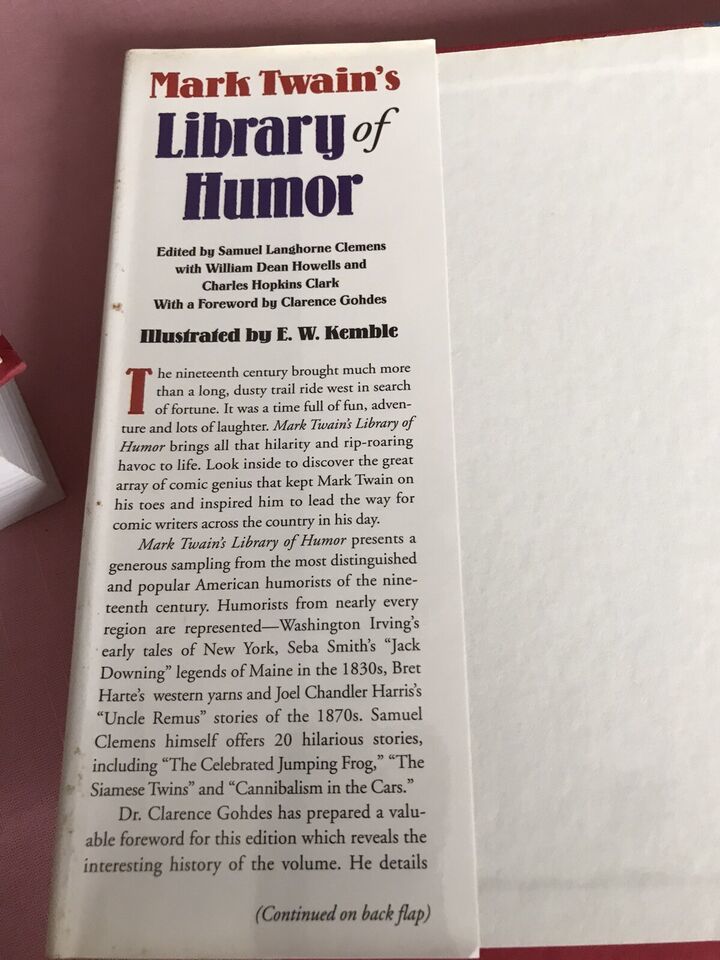 Mark Twain's
Library of
Humor
Edited by Samuel Langhorne Clemens
with William Dean Howells and
Charles Hopkins Clark
With a Foreword by Clarence Gohdes
Illustrated by E. W. Kemble
The nineteenth century brought much more
than a long, dusty trail ride west in search
of fortune. It was a time full of fun, adven-
ture and lots of laughter. Mark Twain's Library of
Humor brings all that hilarity and rip-roaring
havoc to life. Look inside to discover the great
array of comic genius that kept Mark Twain on
his toes and inspired him to lead the way for
comic writers across the country in his day.
Mark Twain's Library of Humor presents a
generous sampling from the most distinguished
and popular American humorists of the nine-
teenth century. Humorists from nearly every
region are represented—Washington Irving's
early tales of New York, Seba Smith's “Jack
Downing” legends of Maine in the 1830s, Bret
Harte's western yarns and Joel Chandler Harris's
“Uncle Remus” stories of the 1870s. Samuel
Clemens himself offers 20 hilarious stories,
including “The Celebrated Jumping Frog,” “The
Siamese Twins” and “Cannibalism in the Cars.”
Dr. Clarence Gohdes has prepared a valu-
able foreword for this edition which reveals the
interesting history of the volume. He details
(Continued on back flap)